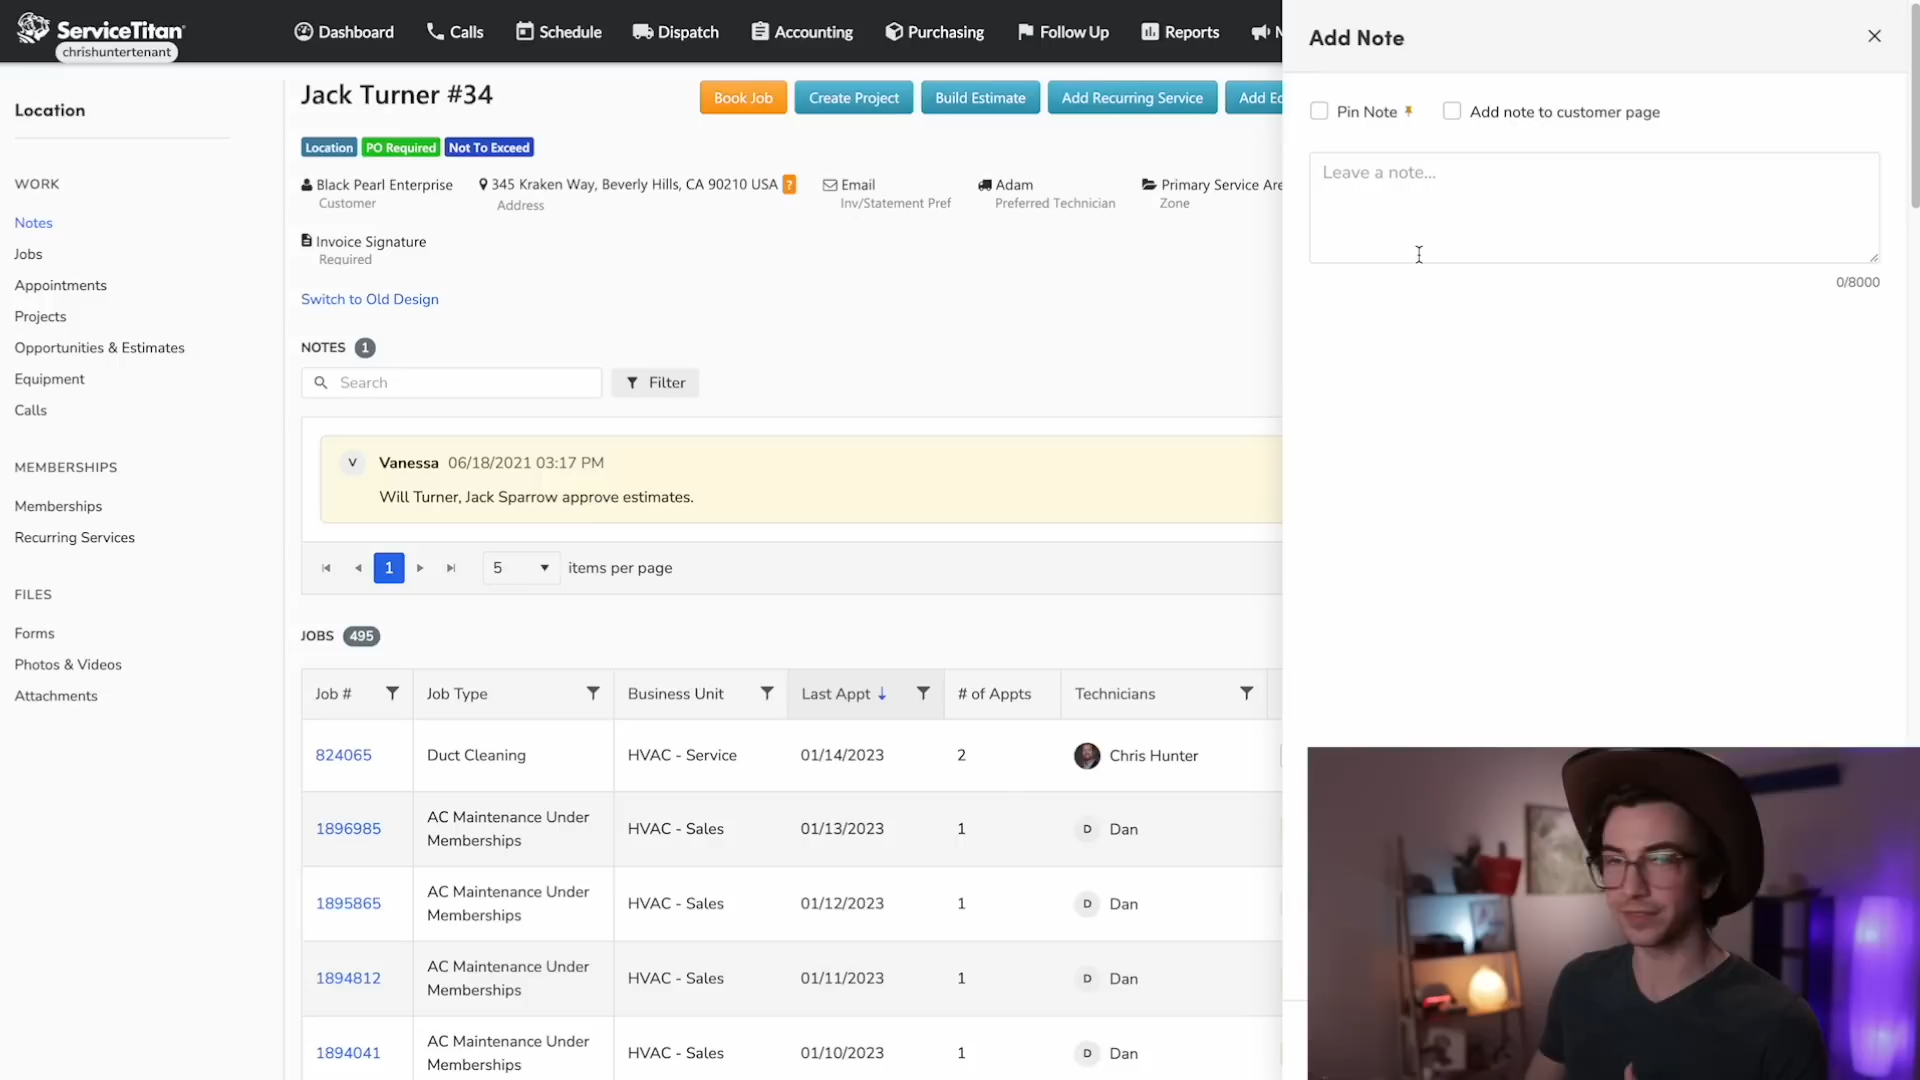 ServiceTitan
chrishuntertenant
Dashboard
Calls
Schedule
Dispatch
Accounting
Purchasing
Follow Up
Reports
Location
WORK
Notes
Jobs
Appointments
Projects
Opportunities & Estimates
Equipment
Calls
MEMBERSHIPS
Memberships
Recurring Services
FILES
Forms
Photos & Videos
Attachments
Jack Turner #34
Book Job
Create Project
Build Estimate
Add Recurring Service
Add
Location
PO Required
Not To Exceed
Black Pearl Enterprise
Customer
345 Kraken Way, Beverly Hills, CA 90210 USA ?
Address
Email
Inv/Statement Pref
Adam
Preferred Technician
Primary Service
Zone
Invoice Signature
Required
Switch to Old Design
NOTES 1
Search
Filter
V Vanessa 06/18/2021 03:17 PM
Will Turner, Jack Sparrow approve estimates.
1 5 items per page
JOBS 495
Job # Job Type Business Unit Last Appt ↓ # of Appts Technicians
824065 Duct Cleaning HVAC - Service 01/14/2023 2 Chris Hunter
1896985 AC Maintenance Under Memberships HVAC - Sales 01/13/2023 1 D Dan
1895865 AC Maintenance Under Memberships HVAC - Sales 01/12/2023 1 D Dan
1894812 AC Maintenance Under Memberships HVAC - Sales 01/11/2023 1 D Dan
1894041 AC Maintenance Under Memberships HVAC - Sales 01/10/2023 1 D Dan
Add Note
Pin Note
Add note to customer page
Leave a note...
0/8000